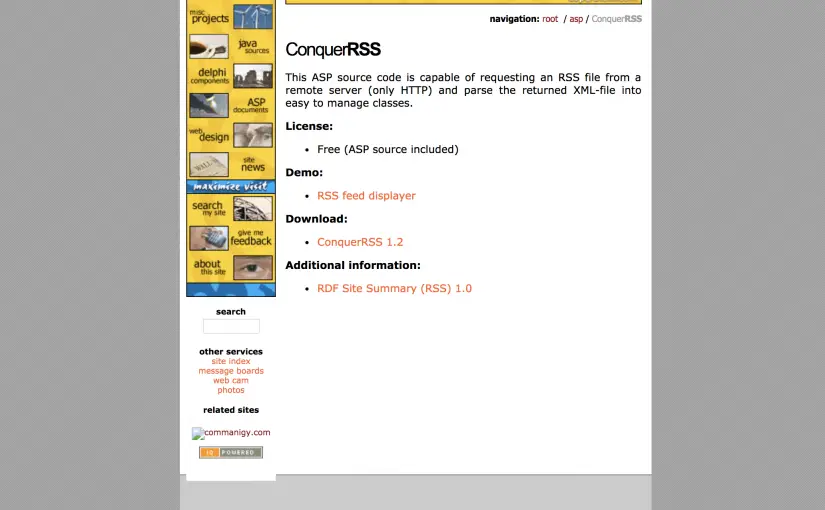 misc
projects
java
sources
delphi
components
ASP
documents
web
design
site
news
maximize visit
search
my site
give me
feedback
about
this site
search
other services
site index
message boards
web cam
photos
related sites
commanigy.com
POWERED
navigation: root / asp / ConquerRSS
ConquerRSS
This ASP source code is capable of requesting an RSS file from a
remote server (only HTTP) and parse the returned XML-file into
easy to manage classes.
License:
• Free (ASP source included)
Demo:
• RSS feed displayer
Download:
• ConquerRSS 1.2
Additional information:
• RDF Site Summary (RSS) 1.0